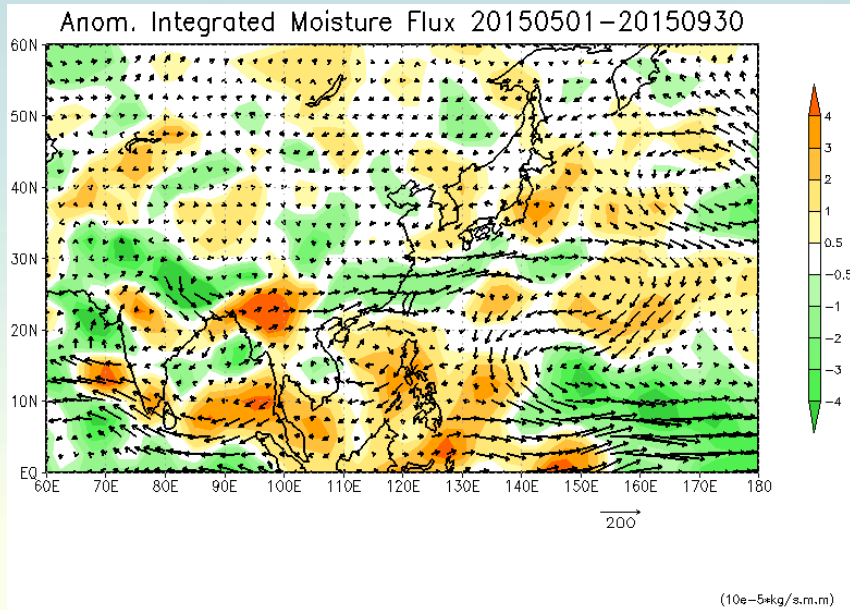 Anom. Integrated Moisture Flux 20150501-20150930
60N
50N
40N
30N
20N
10N
EQ
60E 70E 80E 90E 100E 110E 120E 130E 140E 150E 160E 170E 180
4
3
2
1
0.5
-0.5
-1
-2
-3
-4
200
(10e-5*kg/s.m.m)